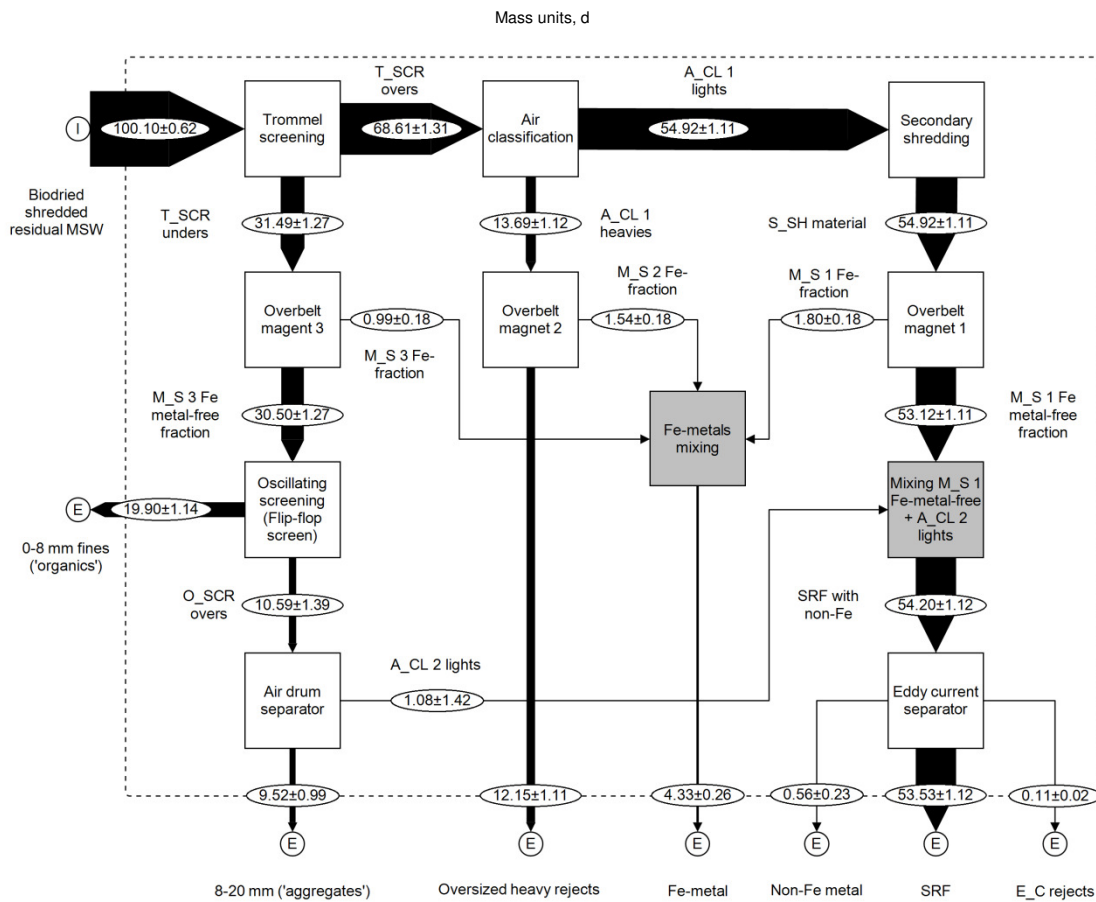 Mass units, d
T_SCR
overs
A_CL 1
lights
I
100.10±0.62
Trommel
screening
68.61±1.31
Air
classification
54.92±1.11
Secondary
shredding
Biodried
shredded
residual MSW
T_SCR
unders
31.49±1.27
13.69±1.12
A_CL 1
heavies
S_SH material
54.92±1.11
Overbelt
magent 3
0.99±0.18
M_S 3 Fe-
fraction
Overbelt
magnet 2
M_S 2 Fe-
fraction
1.54±0.18
M_S 1 Fe-
fraction
1.80±0.18
Overbelt
magnet 1
M_S 3 Fe
metal-free
fraction
30.50±1.27
Fe-metals
mixing
53.12±1.11
M_S 1 Fe
metal-free
fraction
E
19.90±1.14
Oscillating
screening
(Flip-flop
screen)
Mixing M_S 1
Fe-metal-free
+ A_CL 2
lights
0-8 mm fines
('organics')
O_SCR
overs
10.59±1.39
SRF with
non-Fe
54.20±1.12
Air drum
separator
A_CL 2 lights
1.08±1.42
Eddy current
separator
9.52±0.99
12.15±1.11
4.33±0.26
0.56±0.23
53.53±1.12
0.11±0.02
E
E
E
E
E
E
8-20 mm ('aggregates')
Oversized heavy rejects
Fe-metal
Non-Fe metal
SRF
E_C rejects